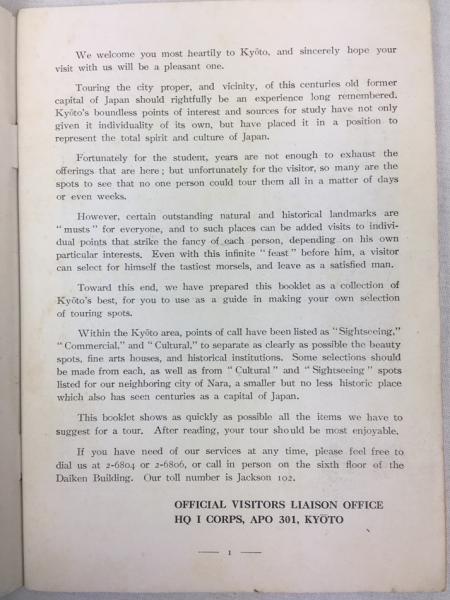 We welcome you most heartily to Kyōto, and sincerely hope your
visit with us will be a pleasant one.
Touring the city proper, and vicinity, of this centuries old former
capital of Japan should rightfully be an experience long remembered.
Kyōto's boundless points of interest and sources for study have not only
given it individuality of its own, but have placed it in a position to
represent the total spirit and culture of Japan.
Fortunately for the student, years are not enough to exhaust the
offerings that are here; but unfortunately for the visitor, so many are the
spots to see that no one person could tour them all in a matter of days
or even weeks.
However, certain outstanding natural and historical landmarks are
"musts" for everyone, and to such places can be added visits to indivi-
dual points that strike the fancy of each person, depending on his own
particular interests. Even with this infinite "feast" before him, a visitor
can select for himself the tastiest morsels, and leave as a satisfied man.
Toward this end, we have prepared this booklet as a collection of
Kyōto's best, for you to use as a guide in making your own selection
of touring spots.
Within the Kyōto area, points of call have been listed as "Sightseeing,"
"Commercial," and "Cultural," to separate as clearly as possible the beauty
spots, fine arts houses, and historical institutions. Some selections should
be made from each, as well as from "Cultural" and "Sightseeing" spots
listed for our neighboring city of Nara, a smaller but no less historic place
which also has seen centuries as a capital of Japan.
This booklet shows as quickly as possible all the items we have to
suggest for a tour. After reading, your tour should be most enjoyable.
If you have need of our services at any time, please feel free to
dial us at 2-6804 or 2-6806, or call in person on the sixth floor of the
Daiken Building. Our toll number is Jackson 102.
OFFICIAL VISITORS LIAISON OFFICE
HQ I CORPS, APO 301, KYŌTO
— 1 —